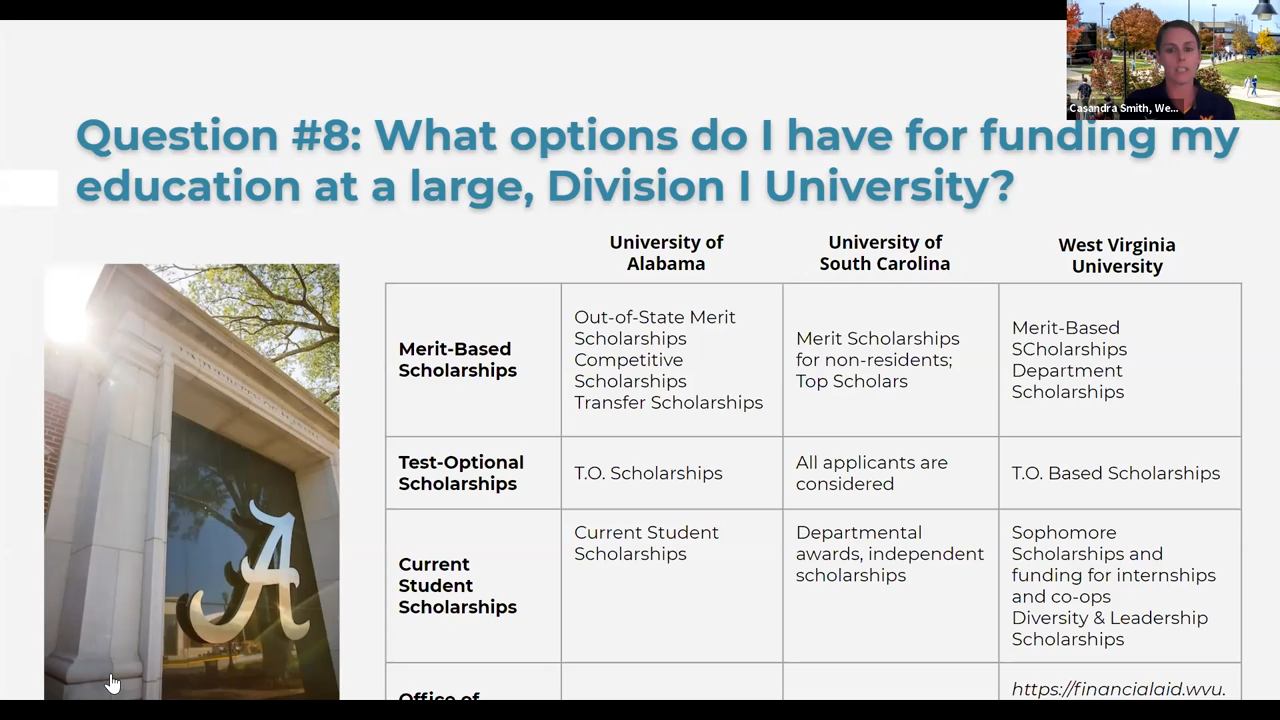 Casandra Smith, We...
Question #8: What options do I have for funding my
education at a large, Division I University?
University of
Alabama
University of
South Carolina
West Virginia
University
Merit-Based
Scholarships
Out-of-State Merit
Scholarships
Competitive
Scholarships
Transfer Scholarships
Merit Scholarships
for non-residents;
Top Scholars
Merit-Based
SCholarships
Department
Scholarships
Test-Optional
Scholarships
T.O. Scholarships
All applicants are
considered
T.O. Based Scholarships
Current
Student
Scholarships
Current Student
Scholarships
Departmental
awards, independent
scholarships
Sophomore
Scholarships and
funding for internships
and co-ops
Diversity & Leadership
Scholarships
Office of
https://financialaid.wvu.
A